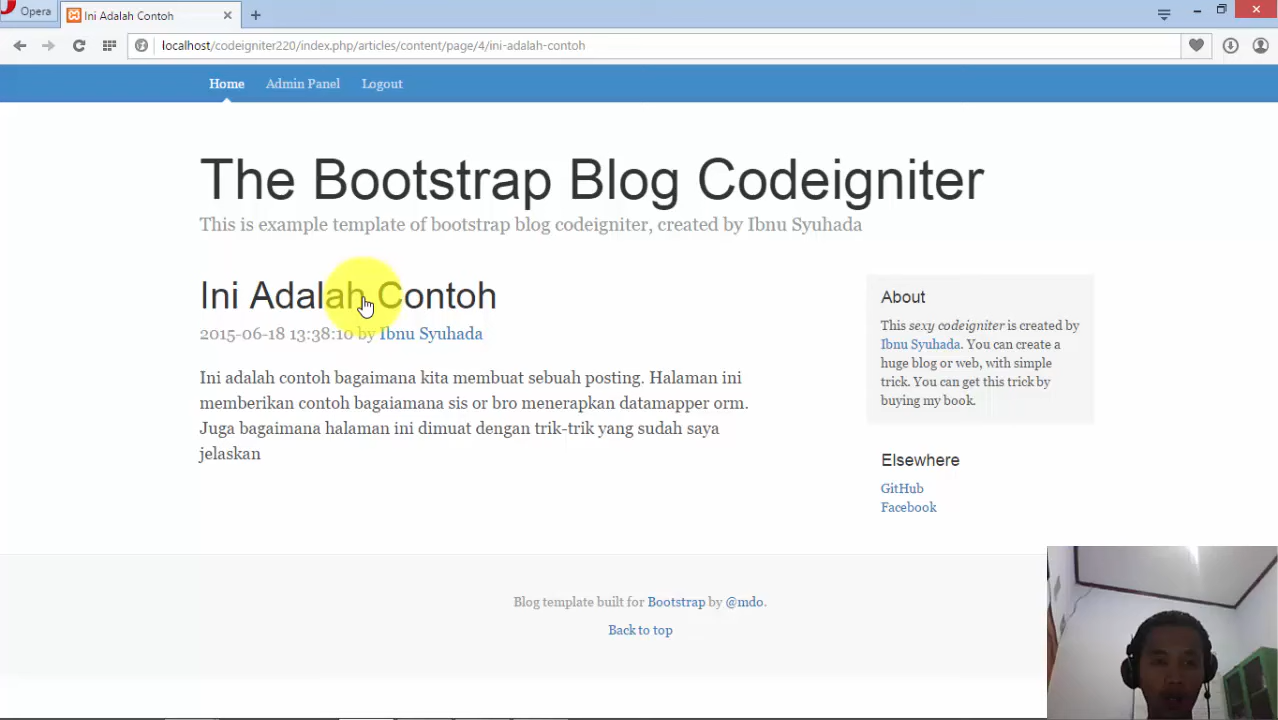 Opera
Ini Adalah Contoh
localhost/codeigniter220/index.php/articles/content/page/4/ini-adalah-contoh
Home Admin Panel Logout
The Bootstrap Blog Codeigniter
This is example template of bootstrap blog codeigniter, created by Ibnu Syuhada
Ini Adalah Contoh
2015-06-18 13:38:10 by Ibnu Syuhada
Ini adalah contoh bagaimana kita membuat sebuah posting. Halaman ini
memberikan contoh bagaiamana sis or bro menerapkan datamapper orm.
Juga bagaimana halaman ini dimuat dengan trik-trik yang sudah saya
jelaskan
About
This sexy codeigniter is created by
Ibnu Syuhada. You can create a
huge blog or web, with simple
trick. You can get this trick by
buying my book.
Elsewhere
GitHub
Facebook
Blog template built for Bootstrap by @mdo.
Back to top